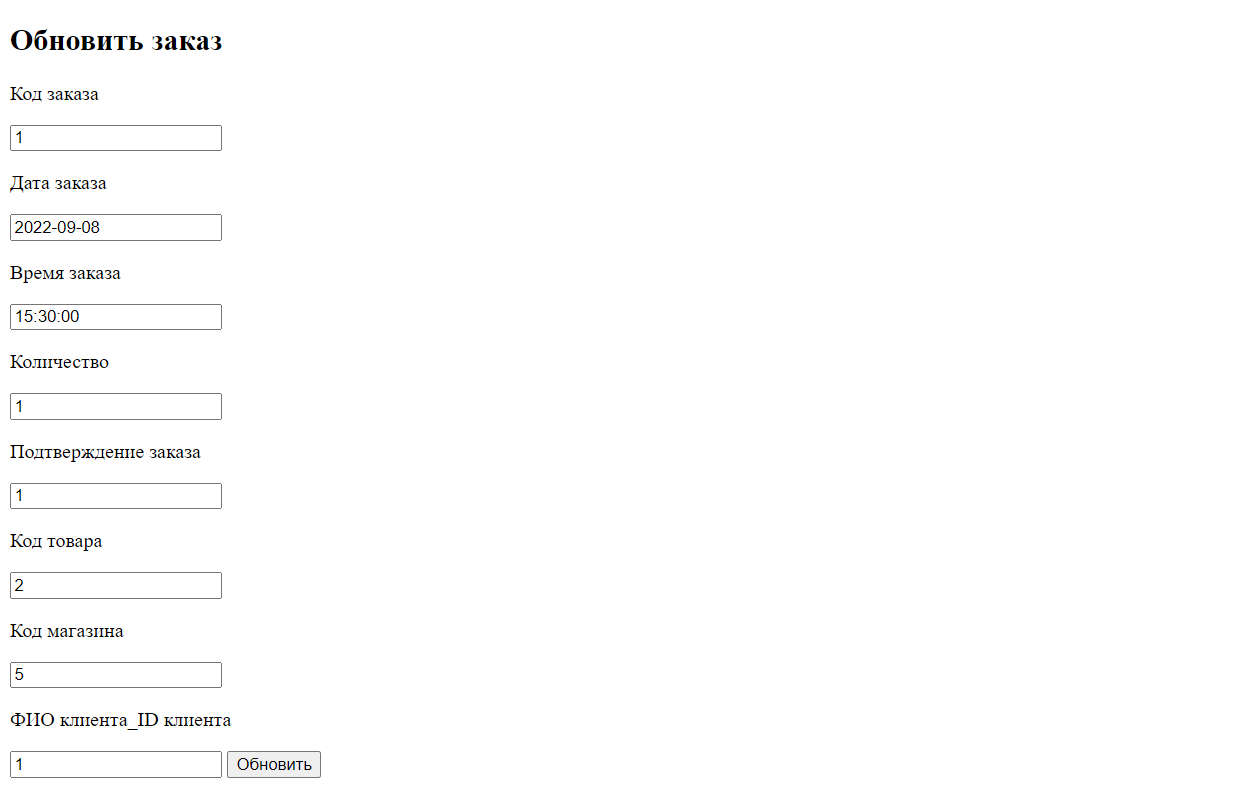 Обновить заказ
Код заказа
1
Дата заказа
2022-09-08
Время заказа
15:30:00
Количество
1
Подтверждение заказа
1
Код товара
2
Код магазина
5
ФИО клиента_ID клиента
1 Обновить